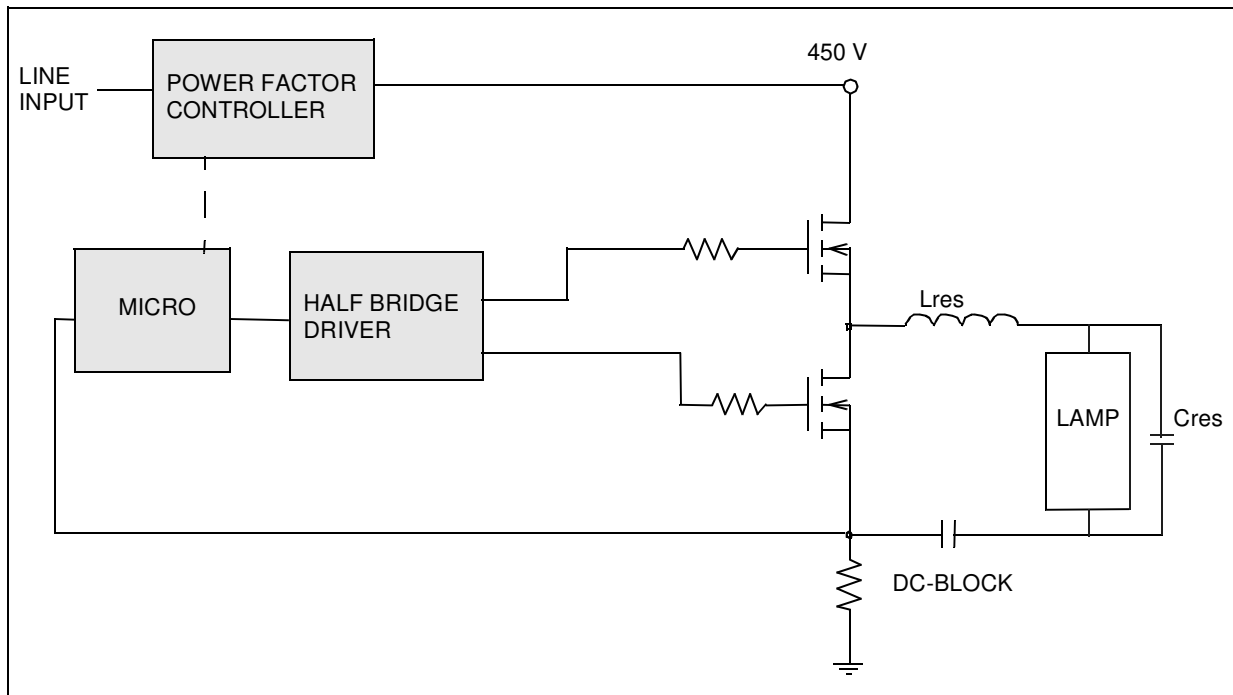 450 V
LINE
INPUT
POWER FACTOR
CONTROLLER
MICRO
HALF BRIDGE
DRIVER
Lres
LAMP
Cres
DC-BLOCK